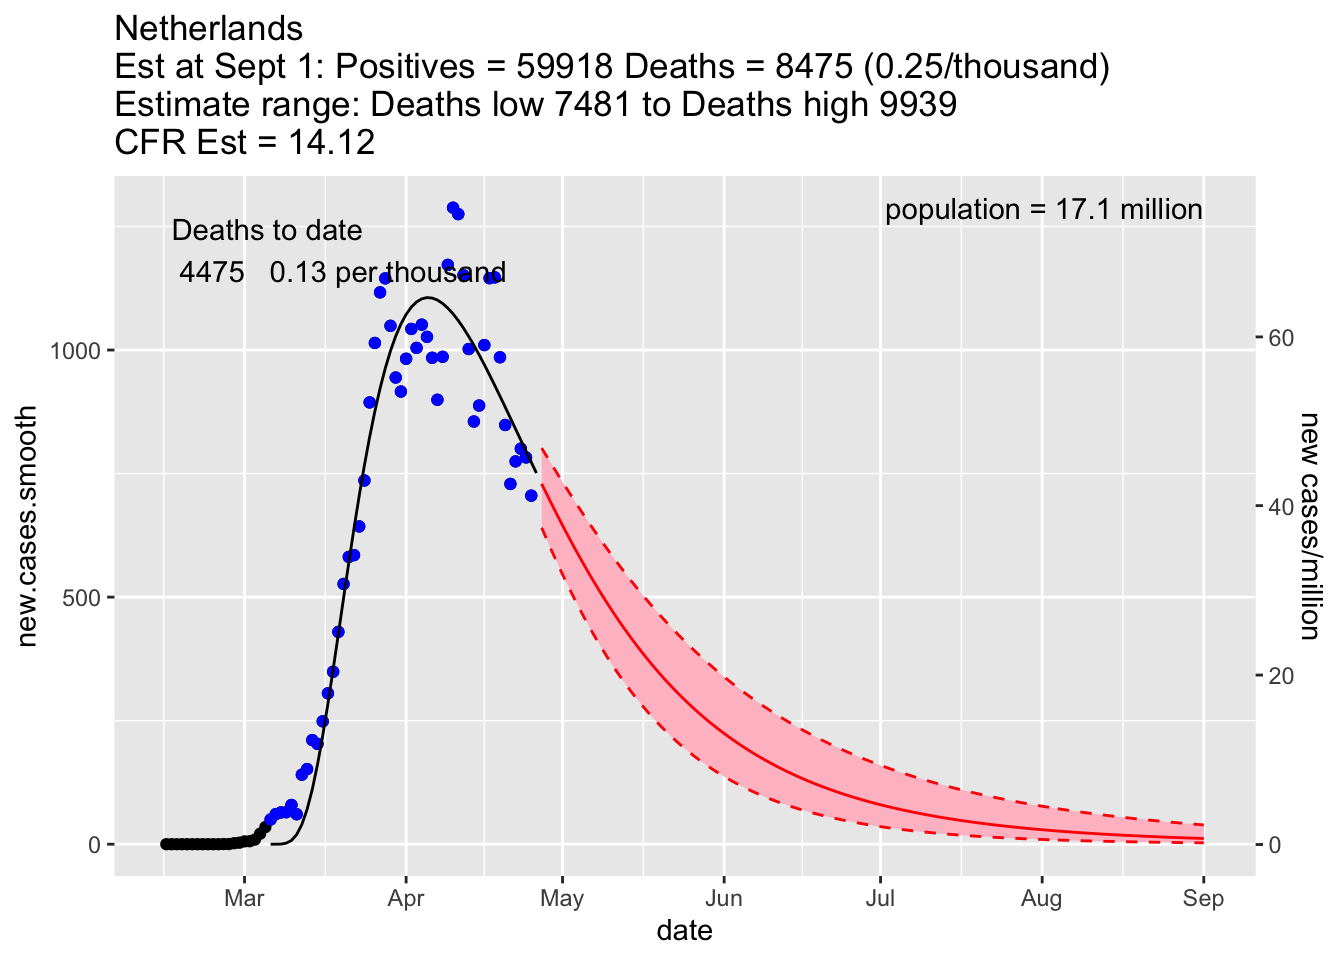 Netherlands
Est at Sept 1: Positives = 59918 Deaths = 8475 (0.25/thousand)
Estimate range: Deaths low 7481 to Deaths high 9939
CFR Est = 14.12
population = 17.1 million
Deaths to date
4475 0.13 per thousand
1000
500
0
new.cases.smooth
60
40
20
0
new cases/million
Mar Apr May Jun Jul Aug Sep
date